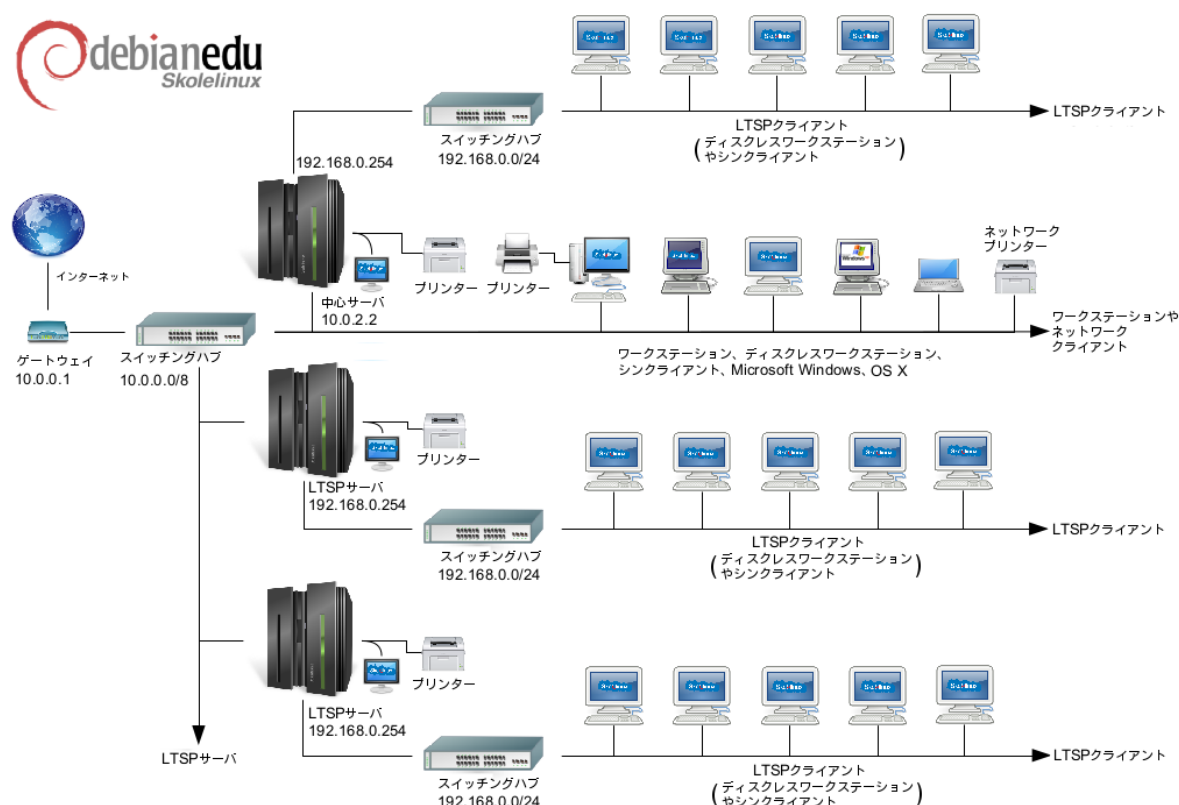 debianedu
Skolelinux
スイッチングハブ
192.168.0.0/24
LTSPクライアント
(ディスクレスワークステーション
やシンクライアント)
LTSPクライアント
192.168.0.254
インターネット
中心サーバ
10.0.2.2
プリンター
プリンター
ネットワーク
プリンター
ゲートウェイ
10.0.0.1
スイッチングハブ
10.0.0.0/8
ワークステーション、ディスクレスワークステーション、
シンクライアント、Microsoft Windows、OS X
ワークステーションや
ネットワーク
クライアント
プリンター
LTSPサーバ
192.168.0.254
スイッチングハブ
192.168.0.0/24
LTSPクライアント
(ディスクレスワークステーション
やシンクライアント)
LTSPクライアント
プリンター
LTSPサーバ
192.168.0.254
LTSPサーバ
スイッチングハブ
192.168.0.0/24
LTSPクライアント
(ディスクレスワークステーション
やシンクライアント)
LTSPクライアント